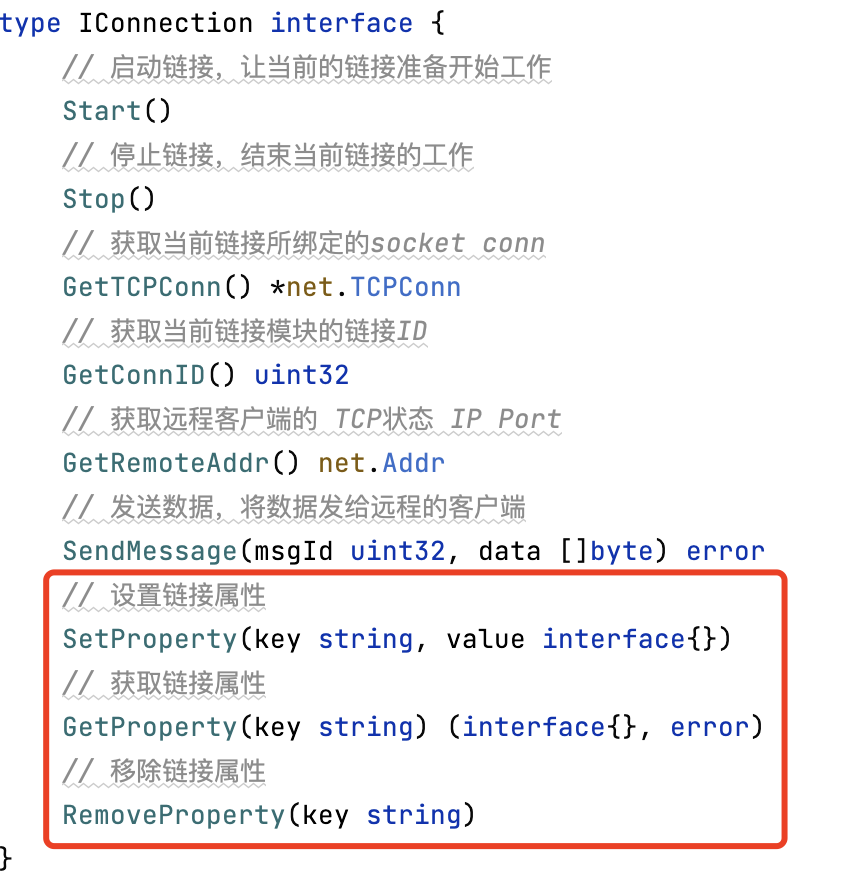 type IConnection interface {
// 启动链接，让当前的链接准备开始工作
Start()
// 停止链接，结束当前链接的工作
Stop()
// 获取当前链接所绑定的socket conn
GetTCPConn() *net.TCPConn
// 获取当前链接模块的链接ID
GetConnID() uint32
// 获取远程客户端的 TCP状态 IP Port
GetRemoteAddr() net.Addr
// 发送数据，将数据发给远程的客户端
SendMessage(msgId uint32, data []byte) error
// 设置链接属性
SetProperty(key string, value interface{})
// 获取链接属性
GetProperty(key string) (interface{}, error)
// 移除链接属性
RemoveProperty(key string)
}